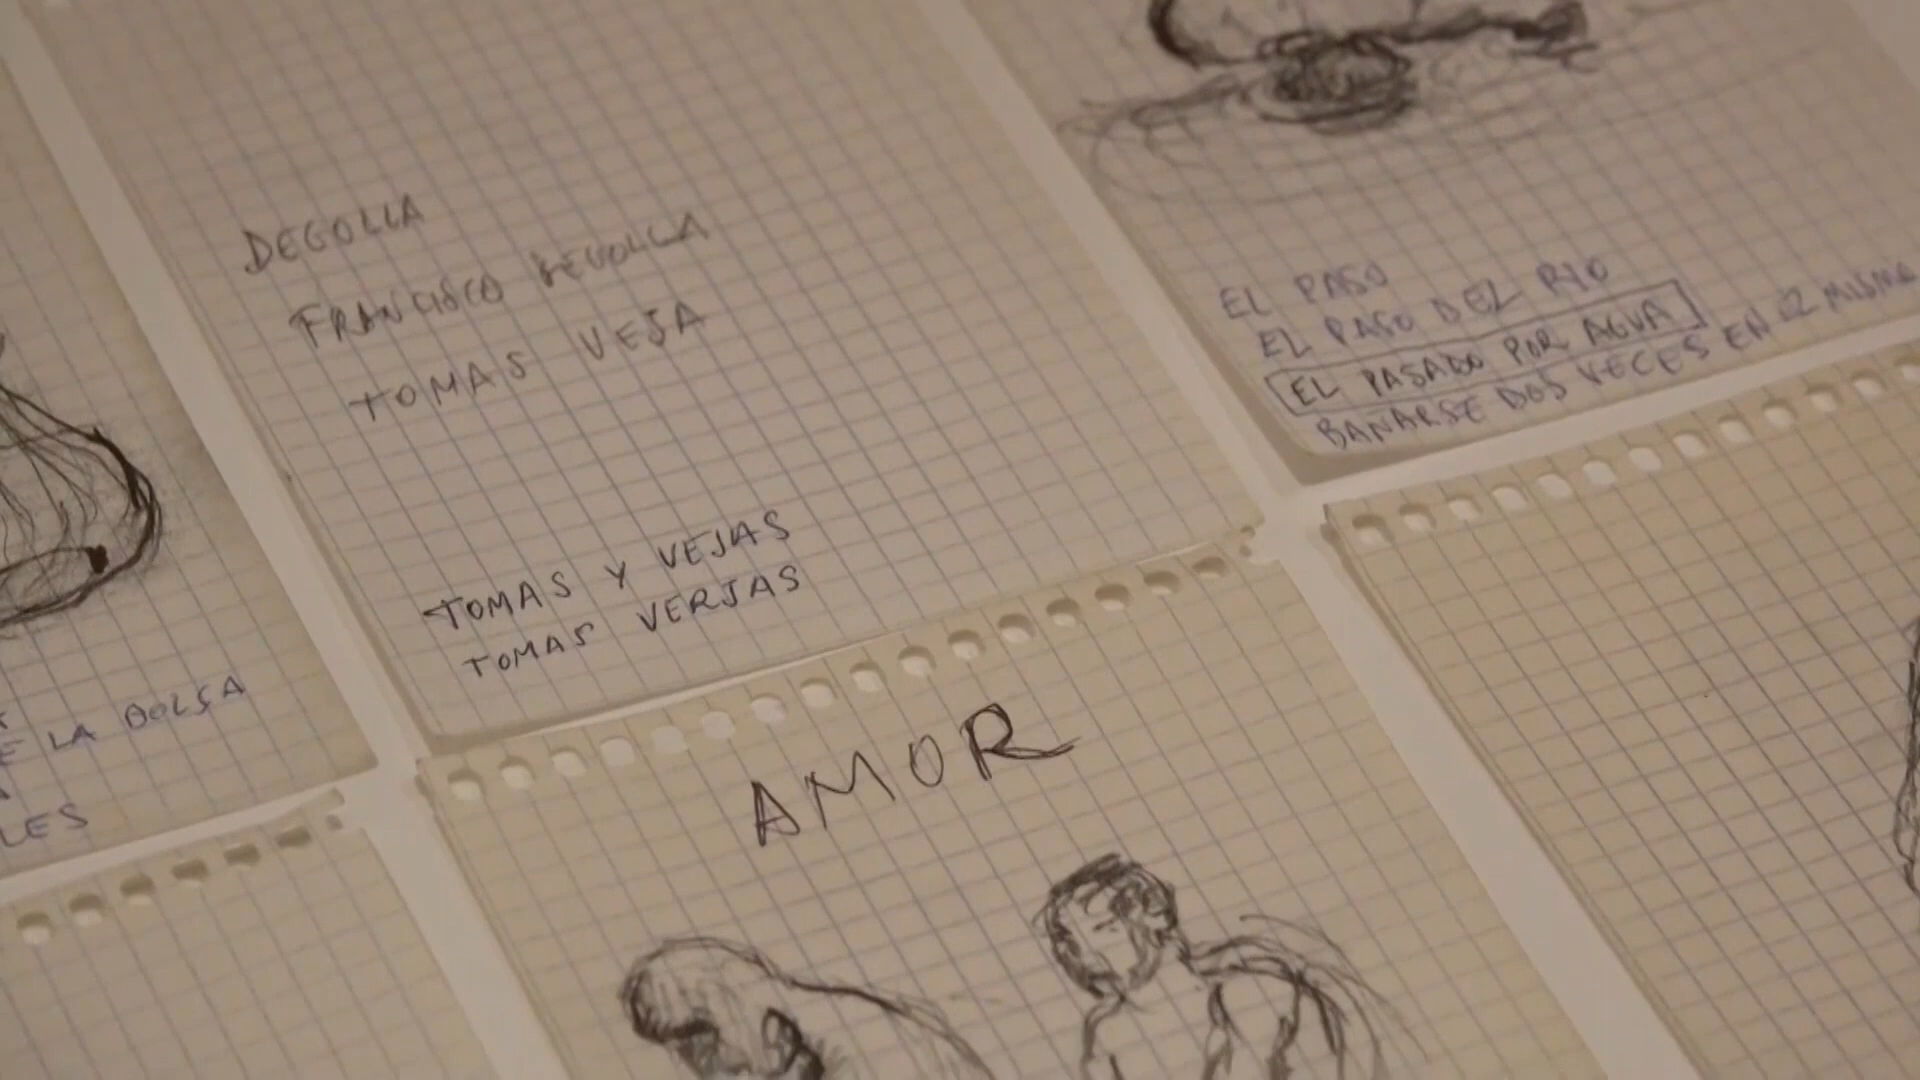 DEGOLLA
FRANCISCO DEGOLLA
TOMAS VEJA
TOMAS Y VEJAS
TOMAS VERJAS
EL PASO
EL PASO DEL RIO
EL PASADO POR AGUA
BAÑARSE DOS VECES EN EL MISMO
E LA BOLSA
LES
AMOR